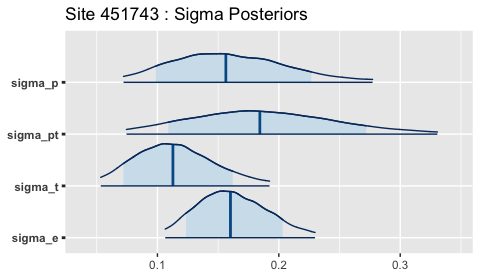 Site 451743 : Sigma Posteriors
sigma_p
sigma_pt
sigma_t
sigma_e
0.1 0.2 0.3